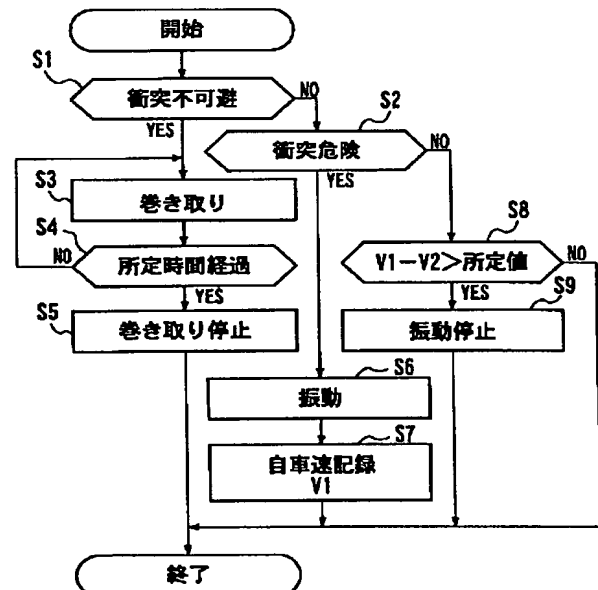 開始
S1
衝突不可避
NO
YES
S2
衝突危険
NO
YES
S3
巻き取り
S4
所定時間経過
NO
YES
S5
巻き取り停止
S8
V1－V2＞所定値
NO
YES
S9
振動停止
S6
振動
S7
自車速記録
V1
終了